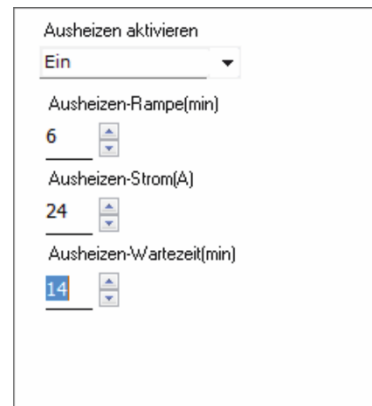 Ausheizen aktivieren
Ein
Ausheizen-Rampe(min)
6
Ausheizen-Strom(A)
24
Ausheizen-Wartezeit(min)
14